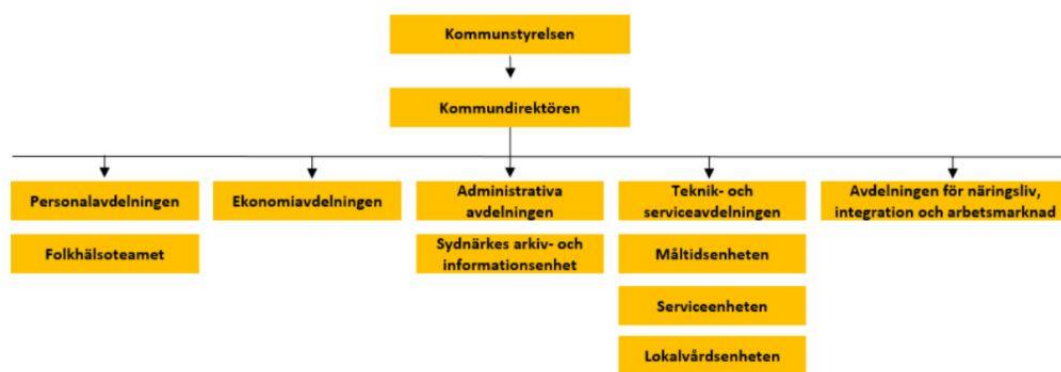 Kommunstyrelsen
Kommundirektören
Personalavdelningen
Ekonomiavdelningen
Administrativa
avdelningen
Teknik- och
serviceavdelningen
Avdelningen för näringsliv,
integration och arbetsmarknad
Folkhälsoteamet
Sydnärkes arkiv- och
informationsenhet
Måltidsenheten
Serviceenheten
Lokalvårdsenheten